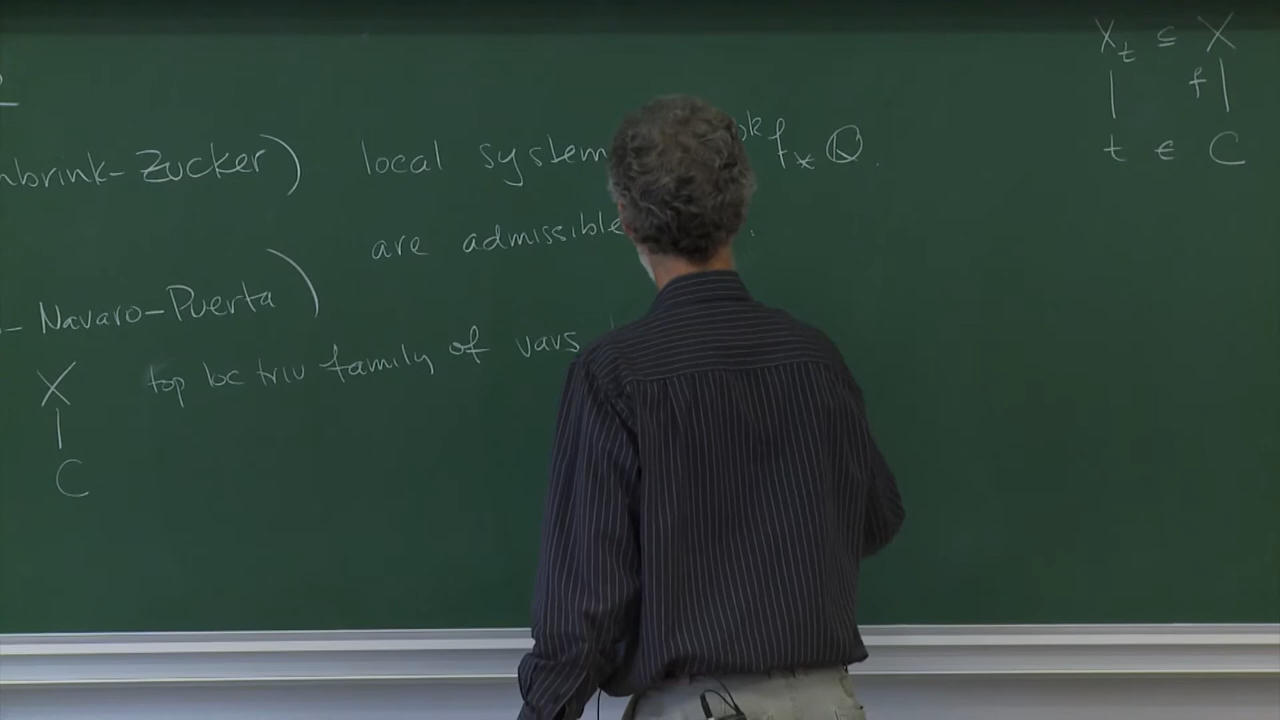 nbrink-Zucker) local system f_* ℚ.
are admissible
- Navaro-Puerta)
X top loc triv family of vars
|
C
X_t ⊆ X
| f |
t ∈ C